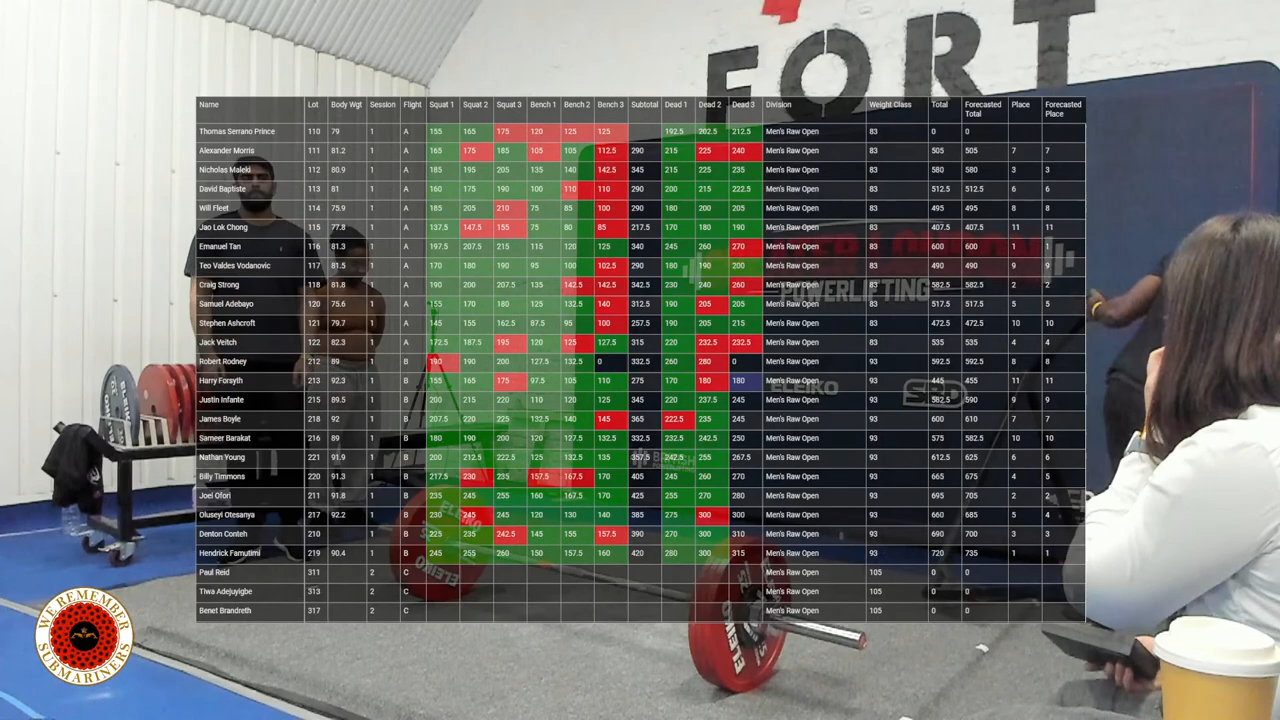 FORT
Name Lot Body Wgt Session Flight Squat 1 Squat 2 Squat 3 Bench 1 Bench 2 Bench 3 Subtotal Dead 1 Dead 2 Dead 3 Division Weight Class Total Forecasted Total Place Forecasted Place
Thomas Serrano Prince 110 79 1 A 155 165 175 120 125 125 192.5 202.5 212.5 Men's Raw Open 83 0 0
Alexander Morris 111 81.2 1 A 165 175 185 105 105 112.5 290 215 225 240 Men's Raw Open 83 505 505 7 7
Nicholas Maleki 112 80.9 1 A 185 195 205 135 140 142.5 345 215 225 235 Men's Raw Open 83 580 580 3 3
David Baptiste 113 81 1 A 160 175 190 100 110 110 290 200 215 222.5 Men's Raw Open 83 512.5 512.5 6 6
Will Fleet 114 75.9 1 A 185 205 210 75 85 100 290 180 200 205 Men's Raw Open 83 495 495 8 8
Jao Lok Chong 115 77.8 1 A 137.5 147.5 155 75 80 85 217.5 170 180 190 Men's Raw Open 83 407.5 407.5 11 11
Emanuel Tan 116 81.3 1 A 197.5 207.5 215 115 120 125 340 245 260 270 Men's Raw Open 83 600 600 1 1
Teo Valdes Vodanovic 117 81.5 1 A 170 180 190 95 100 102.5 290 180 190 200 Men's Raw Open 83 490 490 9 9
Craig Strong 118 81.8 1 A 190 200 207.5 135 142.5 142.5 342.5 230 240 260 Men's Raw Open 83 582.5 582.5 2 2
Samuel Adebayo 120 75.6 1 A 155 170 180 125 132.5 140 312.5 190 205 205 Men's Raw Open 83 517.5 517.5 5 5
Stephen Ashcroft 121 79.7 1 A 145 155 162.5 87.5 95 100 257.5 190 205 215 Men's Raw Open 83 472.5 472.5 10 10
Jack Veitch 122 82.3 1 A 172.5 187.5 195 120 125 127.5 315 220 232.5 232.5 Men's Raw Open 83 535 535 4 4
Robert Rodney 212 89 1 B 190 190 200 127.5 132.5 0 332.5 260 280 0 Men's Raw Open 93 592.5 592.5 8 8
Harry Forsyth 213 92.3 1 B 155 165 175 97.5 105 110 275 170 180 180 Men's Raw Open 93 445 455 11 11
Justin Infante 215 89.5 1 B 200 215 220 110 120 125 345 220 237.5 245 Men's Raw Open 93 582.5 590 9 9
James Boyle 218 92 1 B 207.5 220 225 132.5 140 145 365 222.5 235 245 Men's Raw Open 93 600 610 7 7
Sameer Barakat 216 89 1 B 180 190 200 120 127.5 132.5 332.5 232.5 242.5 250 Men's Raw Open 93 575 582.5 10 10
Nathan Young 221 91.9 1 B 200 212.5 222.5 125 132.5 135 357.5 242.5 255 267.5 Men's Raw Open 93 612.5 625 6 6
Billy Timmons 220 91.3 1 B 217.5 230 235 157.5 167.5 170 405 245 260 270 Men's Raw Open 93 665 675 4 5
Joel Ofori 211 91.8 1 B 235 245 255 160 167.5 170 425 255 270 280 Men's Raw Open 93 695 705 2 2
Oluseyi Otesanya 217 92.2 1 B 230 245 245 120 130 140 385 275 300 300 Men's Raw Open 93 660 685 5 4
Denton Conteh 210 1 B 225 235 242.5 145 155 157.5 390 270 300 310 Men's Raw Open 93 690 700 3 3
Hendrick Famutimi 219 90.4 1 B 245 255 260 150 157.5 160 420 280 300 315 Men's Raw Open 93 720 735 1 1
Paul Reid 311 2 C Men's Raw Open 105 0 0
Tiwa Adejuyigbe 313 2 C Men's Raw Open 105 0 0
Benet Brandreth 317 2 C Men's Raw Open 105 0 0
POWERLIFTING
ELEIKO
SBD
ELEIKO
ELEIKO
ELEIKO
WE REMEMBER SUBMARINERS